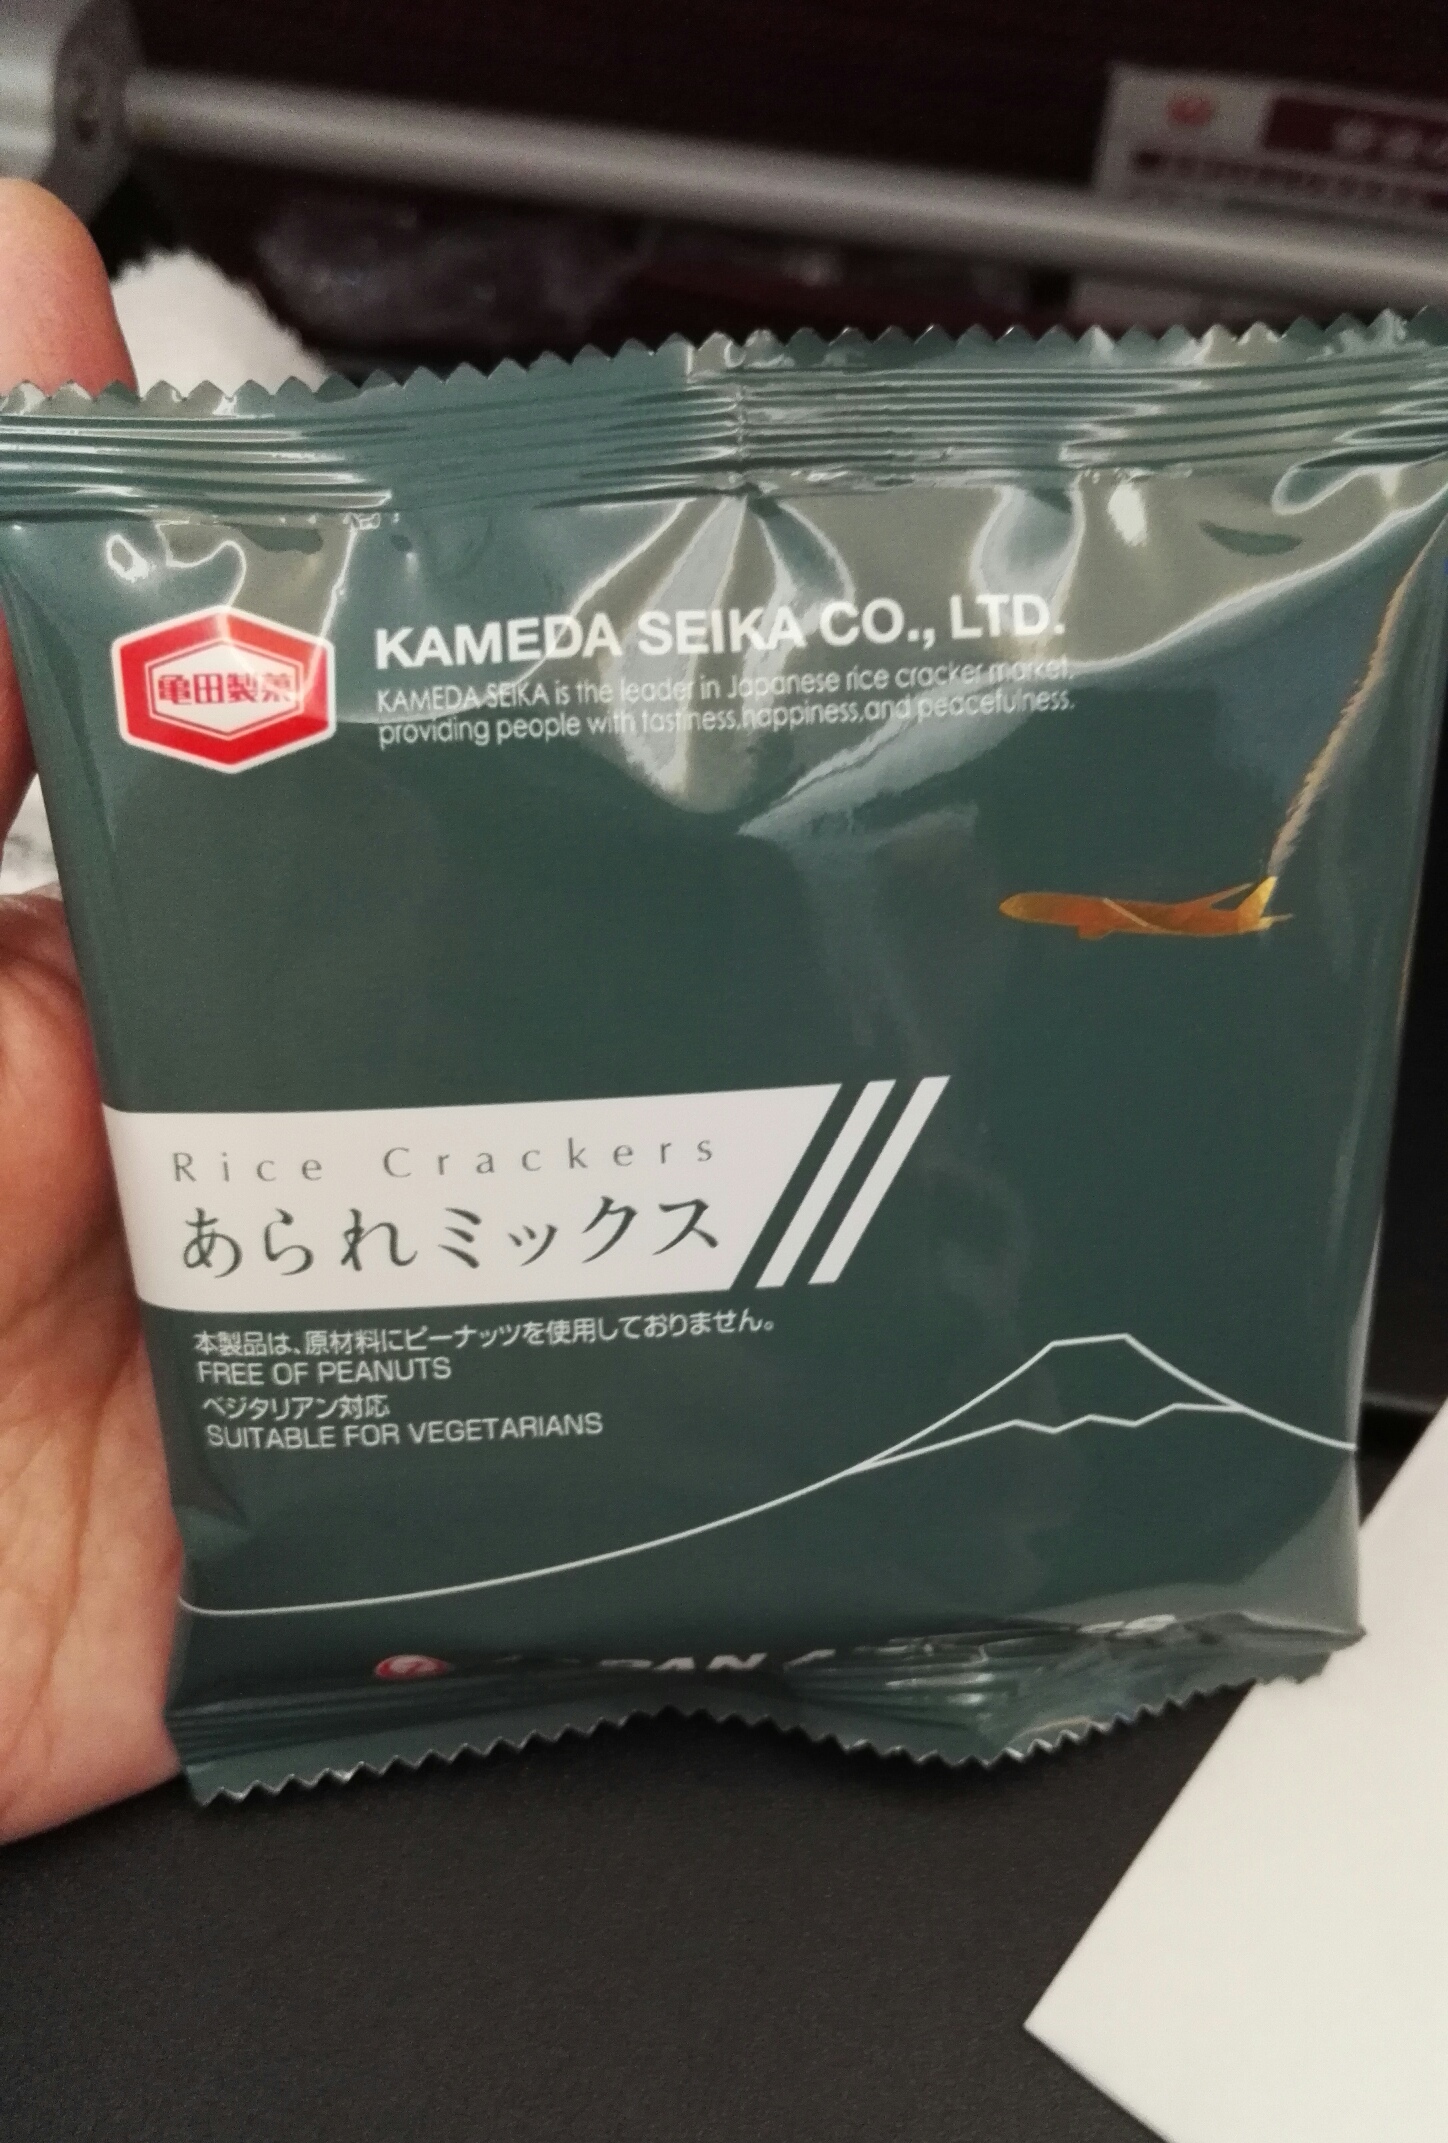 亀田製菓
KAMEDA SEIKA CO., LTD.
KAMEDA SEIKA is the leader in Japanese rice cracker market,
providing people with tastiness,happiness,and peacefulness.
Rice Crackers
あられミックス
本製品は、原材料にピーナッツを使用しておりません。
FREE OF PEANUTS
ベジタリアン対応
SUITABLE FOR VEGETARIANS